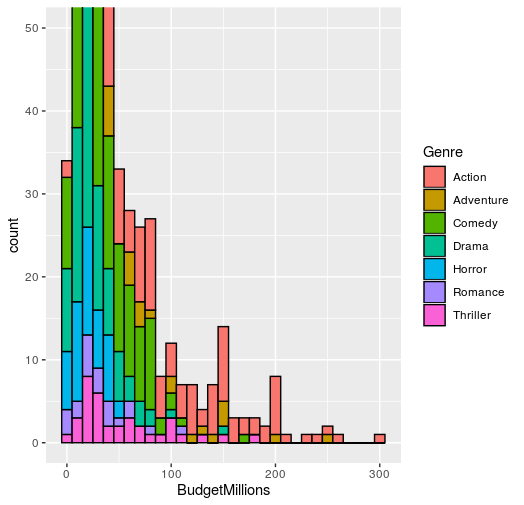 50
40
30
20
10
0
count
0 100 200 300
BudgetMillions
Genre
Action
Adventure
Comedy
Drama
Horror
Romance
Thriller